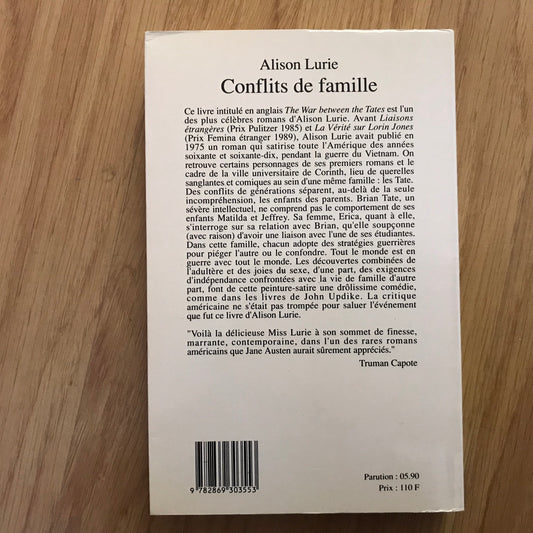 Alison Lurie
Conflits de famille
Ce livre intitulé en anglais The War between the Tates est l'un
des plus célèbres romans d'Alison Lurie. Avant Liaisons
étrangères (Prix Pulitzer 1985) et La Vérité sur Lorin Jones
(Prix Femina étranger 1989), Alison Lurie avait publié en
1975 un roman qui satirise toute l'Amérique des années
soixante et soixante-dix, pendant la guerre du Vietnam. On
retrouve certains personnages de ses premiers romans et le
cadre de la ville universitaire de Corinth, lieu de querelles
sanglantes et comiques au sein d'une même famille : les Tate.
Des conflits de générations séparent, au-delà de la seule
incompréhension, les enfants des parents. Brian Tate, un
sévère intellectuel, ne comprend pas le comportement de ses
enfants Matilda et Jeffrey. Sa femme, Erica, quant à elle,
s'interroge sur sa relation avec Brian, qu'elle soupçonne
(avec raison) d'avoir une liaison avec l'une de ses étudiantes.
Dans cette famille, chacun adopte des stratégies guerrières
pour piéger l'autre ou le confondre. Tout le monde est en
guerre avec tout le monde. Les découvertes combinées de
l'adultère et des joies du sexe, d'une part, des exigences
d'indépendance confrontées avec la vie de famille d'autre
part, font de cette peinture-satire une drôlissime comédie,
comme dans les livres de John Updike. La critique
américaine ne s'était pas trompée pour saluer l'événement
que fut ce livre d'Alison Lurie.
"Voilà la délicieuse Miss Lurie à son sommet de finesse,
marrante, contemporaine, dans l'un des rares romans
américains que Jane Austen aurait sûrement appréciés."
Truman Capote
9 782869 303553
Parution : 05.90
Prix : 110 F